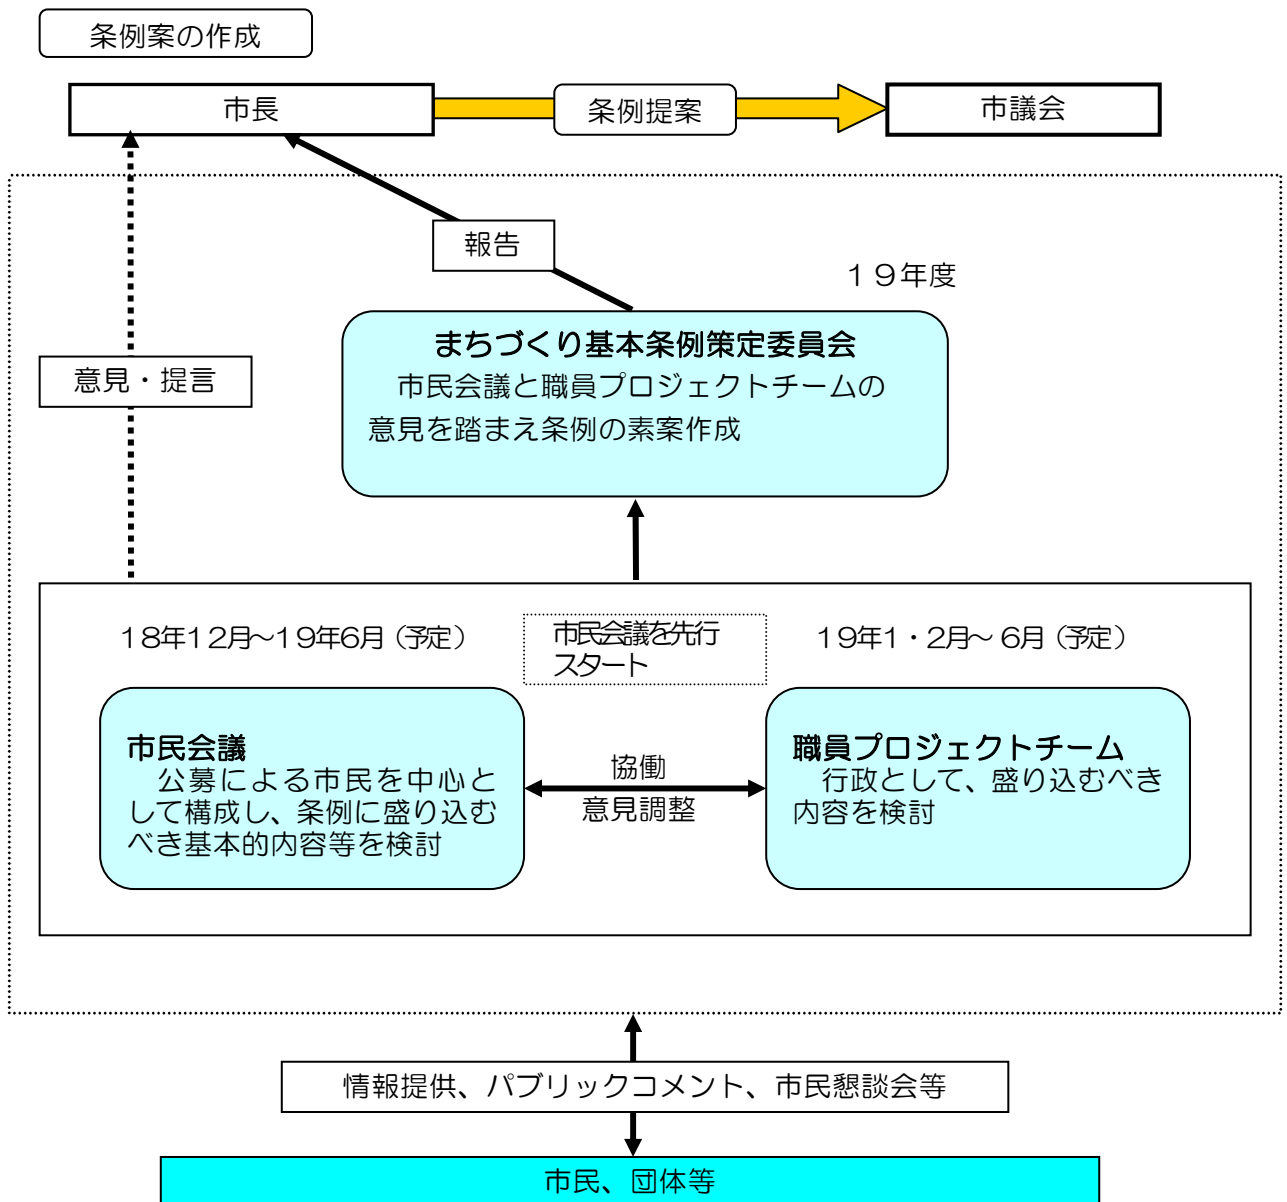 条例案の作成
市長
条例提案
市議会
報告
19年度
まちづくり基本条例策定委員会
市民会議と職員プロジェクトチームの
意見を踏まえ条例の素案作成
意見・提言
18年12月～19年6月（予定）
市民会議を先行
スタート
19年1・2月～6月（予定）
市民会議
公募による市民を中心と
して構成し、条例に盛り込む
べき基本的内容等を検討
協働
意見調整
職員プロジェクトチーム
行政として、盛り込むべき
内容を検討
情報提供、パブリックコメント、市民懇談会等
市民、団体等